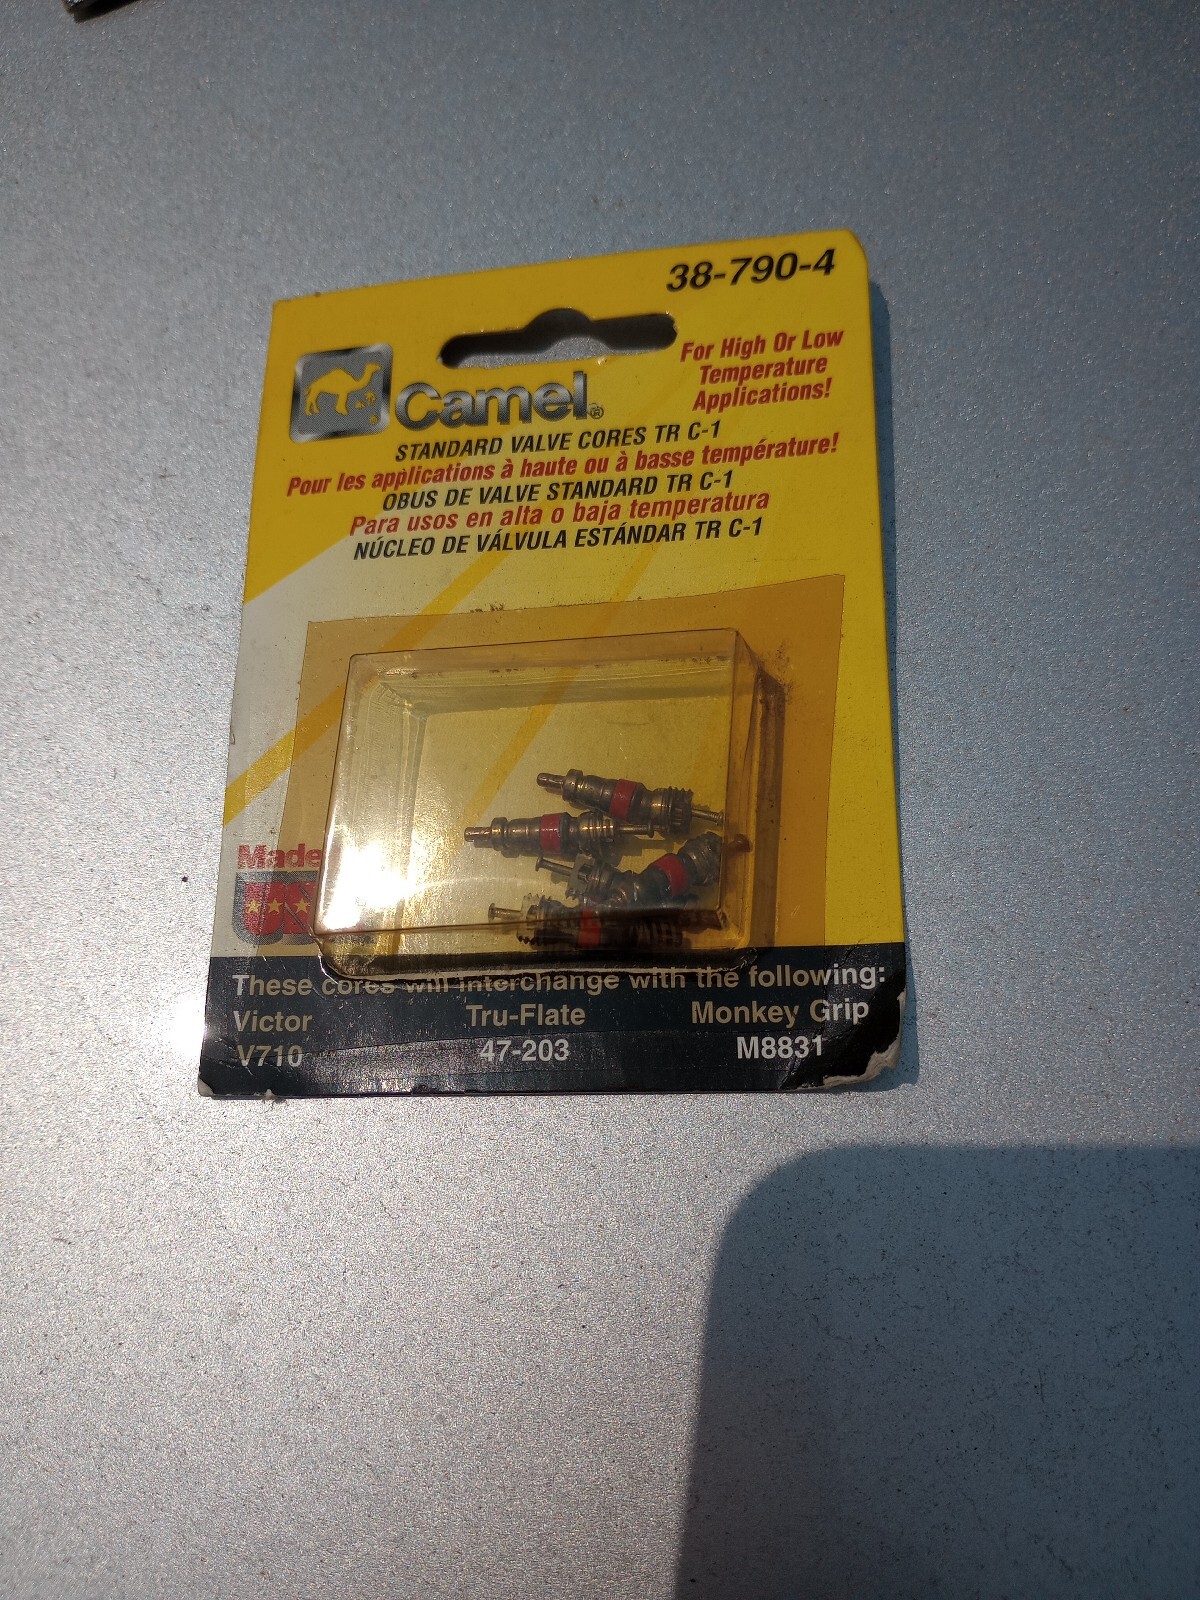 38-790-4
For High Or Low
Temperature
Applications!
Camel®
STANDARD VALVE CORES TR C-1
Pour les applications à haute ou à basse température!
OBUS DE VALVE STANDARD TR C-1
Para usos en alta o baja temperatura
NÚCLEO DE VÁLVULA ESTÁNDAR TR C-1
Made
These cores will interchange with the following:
Victor Tru-Flate Monkey Grip
V710 47-203 M8831